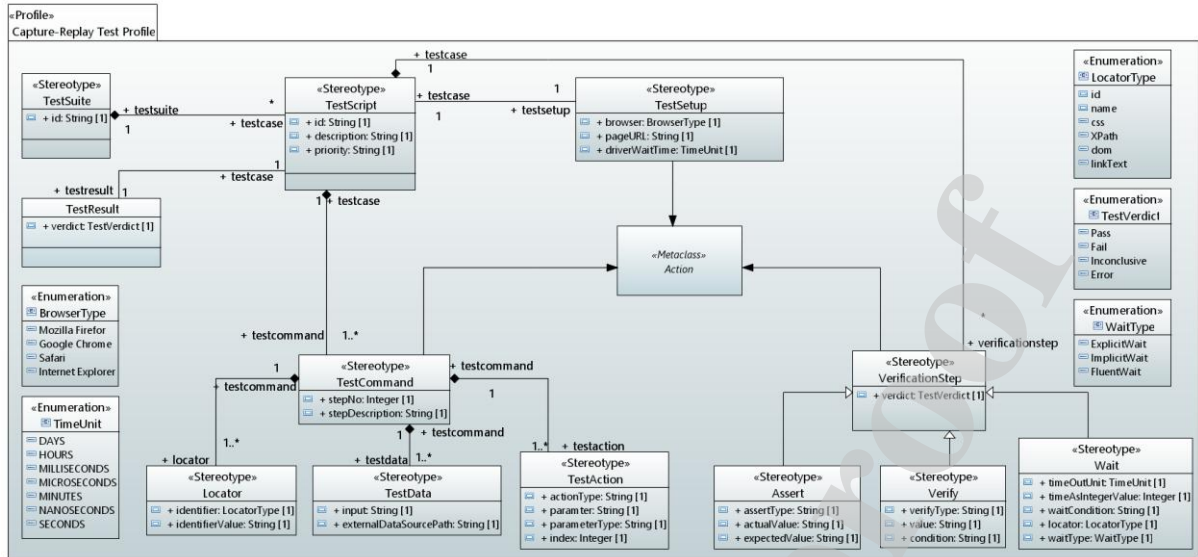 «Profile»
Capture-Replay Test Profile
+ testcase
1
«Stereotype»
TestSuite
+ id: String [1]
+ testsuite
1
*
+ testcase
«Stereotype»
TestScript
+ id: String [1]
+ description: String [1]
+ priority: String [1]
+ testcase
1
1
+ testsetup
«Stereotype»
TestSetup
+ browser: BrowserType [1]
+ pageURL: String [1]
+ driverWaitTime: TimeUnit [1]
«Enumeration»
LocatorType
id
name
css
XPath
dom
linkText
1
+ testcase
+ testresult
1
TestResult
+ verdict: TestVerdict [1]
1
+ testcase
«Metaclass»
Action
«Enumeration»
TestVerdict
Pass
Fail
Inconclusive
Error
«Enumeration»
BrowserType
Mozilla Firefor
Google Chrome
Safari
Internet Explorer
+ testcommand
1..*
*
+ verificationstep
«Enumeration»
WaitType
ExplicitWait
ImplicitWait
FluentWait
«Stereotype»
TestCommand
+ stepNo: Integer [1]
+ stepDescription: String [1]
1
+ testcommand
+ testcommand
1
1
+ testcommand
«Stereotype»
VerificationStep
+ verdict: TestVerdict [1]
«Enumeration»
TimeUnit
DAYS
HOURS
MILLISECONDS
MICROSECONDS
MINUTES
NANOSECONDS
SECONDS
1..*
+ locator
«Stereotype»
Locator
+ identifier: LocatorType [1]
+ identifierValue: String [1]
+ testdata
1..*
«Stereotype»
TestData
+ input: String [1]
+ externalDataSourcePath: String [1]
1..*
+ testaction
«Stereotype»
TestAction
+ actionType: String [1]
+ paramter: String [1]
+ parameterType: String [1]
+ index: Integer [1]
«Stereotype»
Assert
+ assertType: String [1]
+ actualValue: String [1]
+ expectedValue: String [1]
«Stereotype»
Verify
+ verifyType: String [1]
+ value: String [1]
+ condition: String [1]
«Stereotype»
Wait
+ timeOutUnit: TimeUnit [1]
+ timeAsIntegerValue: Integer [1]
+ waitCondition: String [1]
+ locator: LocatorType [1]
+ waitType: WaitType [1]